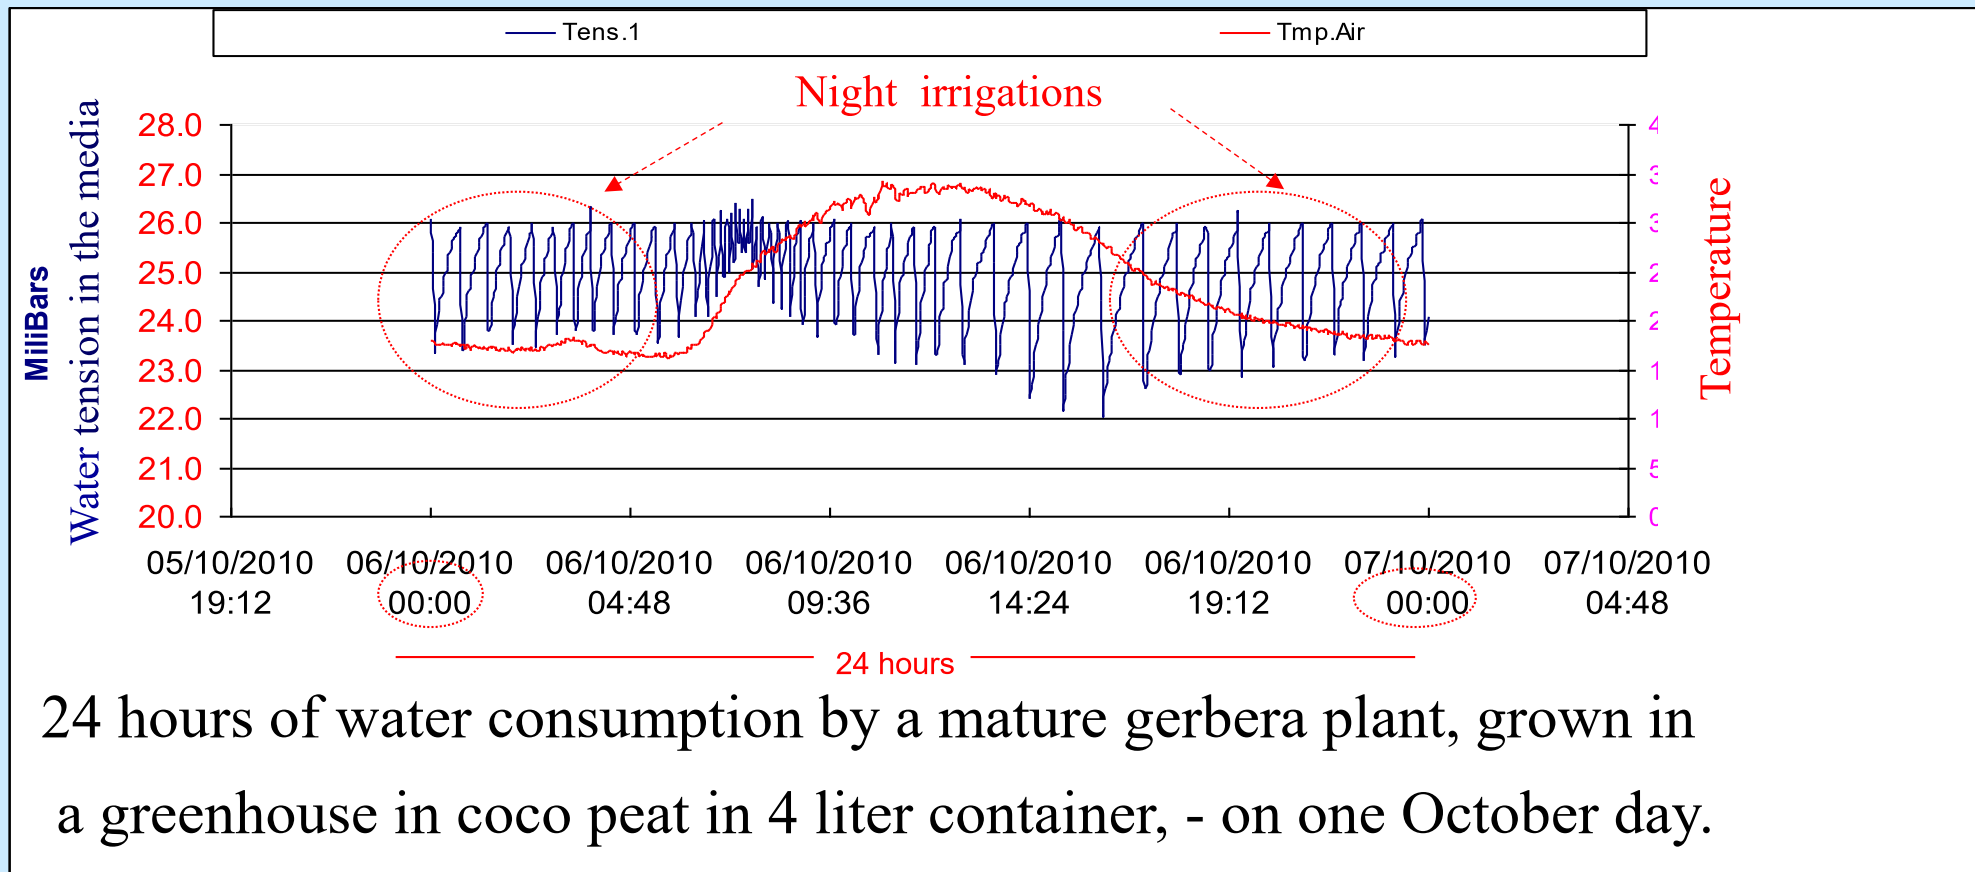 Tens.1
Tmp.Air
Night irrigations
MiliBars
Water tension in the media
28.0
27.0
26.0
25.0
24.0
23.0
22.0
21.0
20.0
Temperature
05/10/2010 06/10/2010 06/10/2010 06/10/2010 06/10/2010 06/10/2010 07/10/2010 07/10/2010
19:12 00:00 04:48 09:36 14:24 19:12 00:00 04:48
24 hours
24 hours of water consumption by a mature gerbera plant, grown in
a greenhouse in coco peat in 4 liter container, - on one October day.